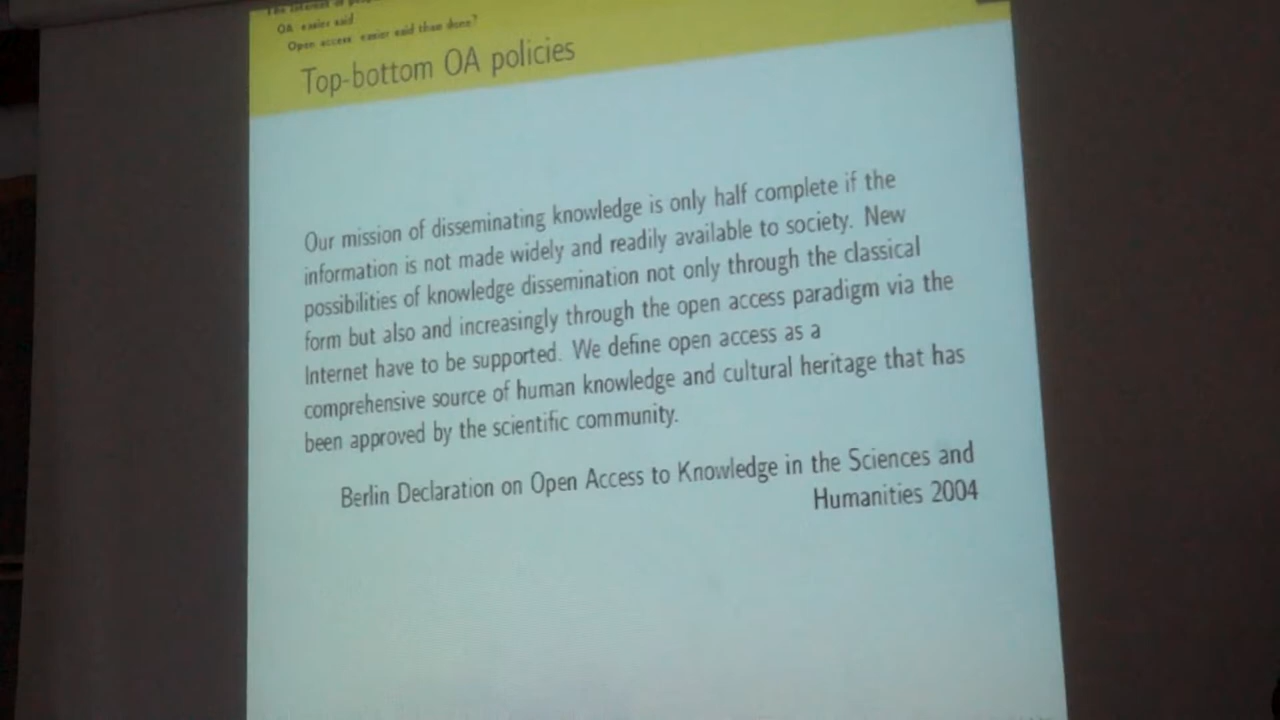 The interest of
OA: easier said
Open access: easier said than done?
Top-bottom OA policies
Our mission of disseminating knowledge is only half complete if the
information is not made widely and readily available to society. New
possibilities of knowledge dissemination not only through the classical
form but also and increasingly through the open access paradigm via the
Internet have to be supported. We define open access as a
comprehensive source of human knowledge and cultural heritage that has
been approved by the scientific community.
Berlin Declaration on Open Access to Knowledge in the Sciences and
Humanities 2004